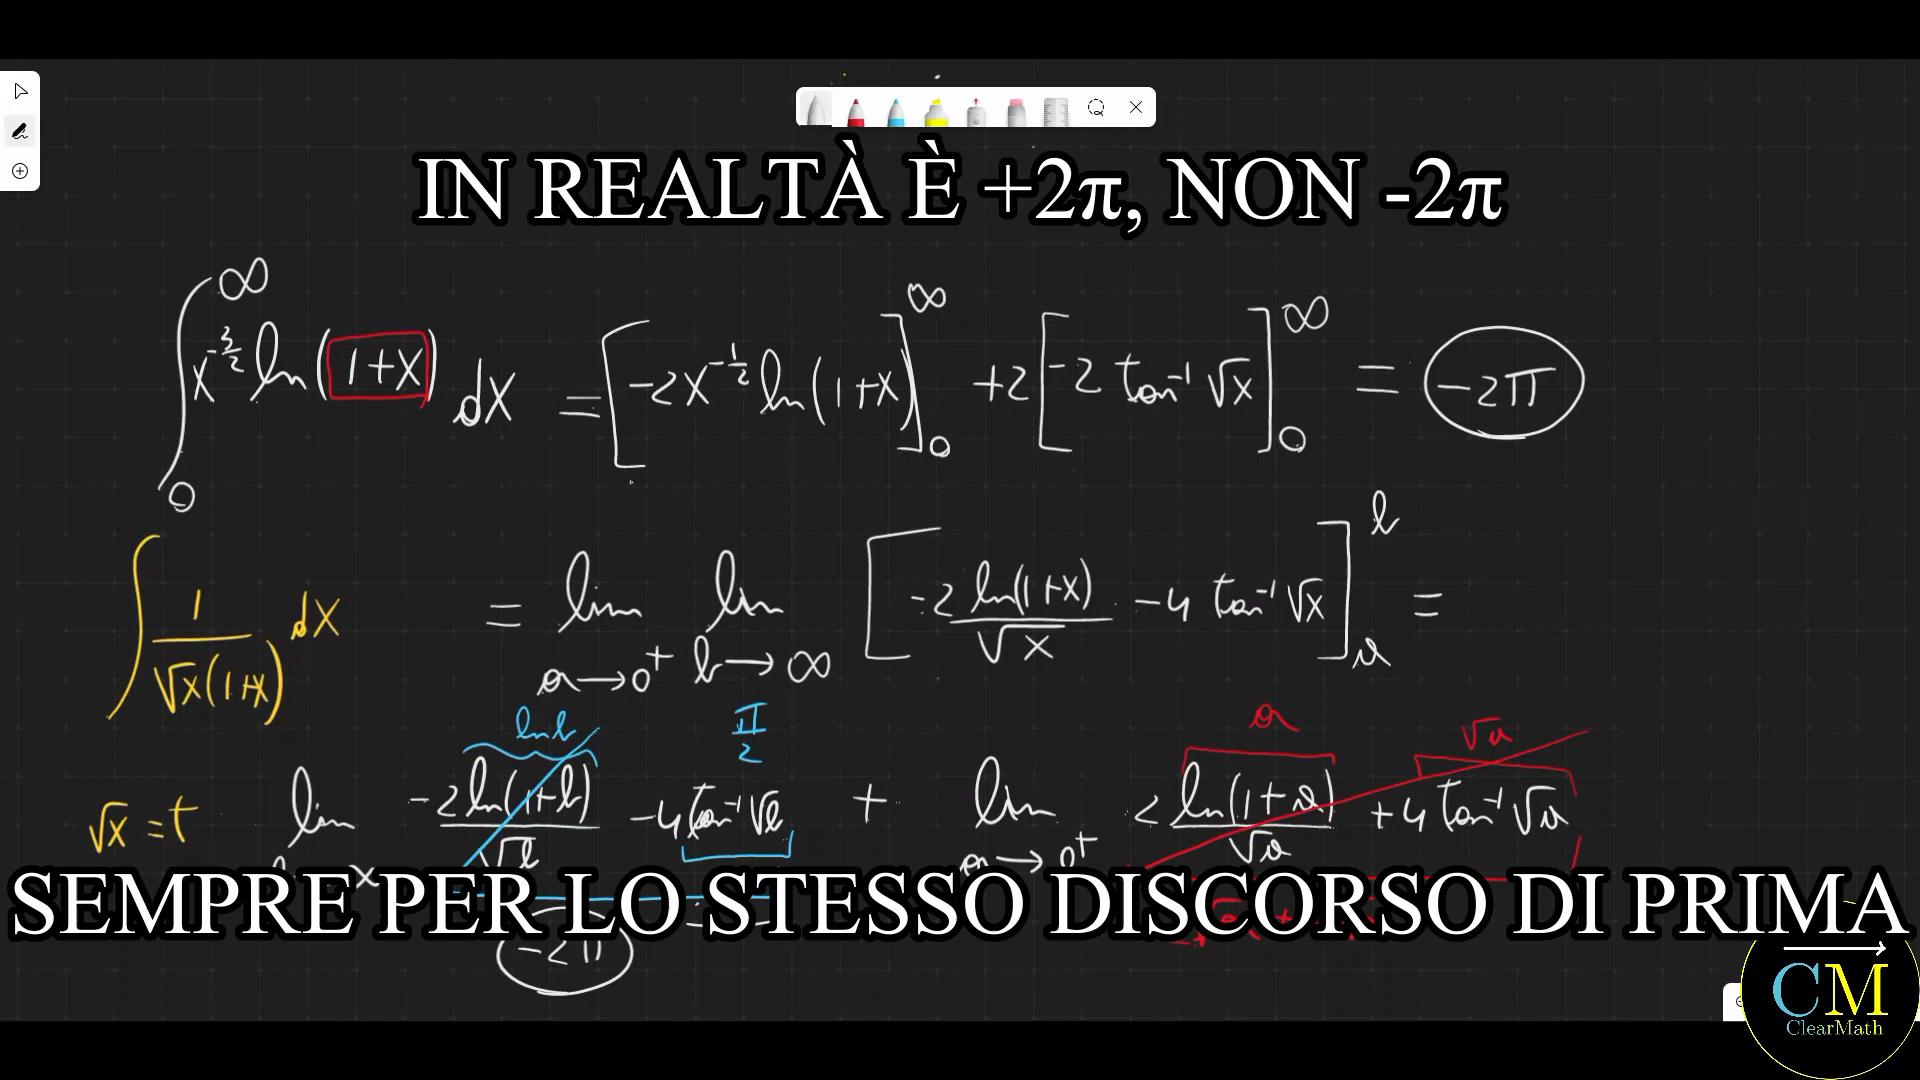 IN REALTÀ È +2π, NON -2π
∫₀^∞ x^{-3/2} ln(1+x) dx = [-2x^{-1/2} ln(1+x)]₀^∞ +2[-2 tan⁻¹ √x]₀^∞ = -2π
∫ 1/(√x(1+x)) dx
= lim a→0⁺ lim b→∞ [-2 ln(1+x)/√x -4 tan⁻¹ √x]_a^b =
ln b π/2 a √a
√x = t
lim -2 ln(1+b)/√b -4 tan⁻¹ √b + lim a→0⁺ 2 ln(1+a)/√a +4 tan⁻¹ √a
SEMPRE PER LO STESSO DISCORSO DI PRIMA
-2π
CM
ClearMath